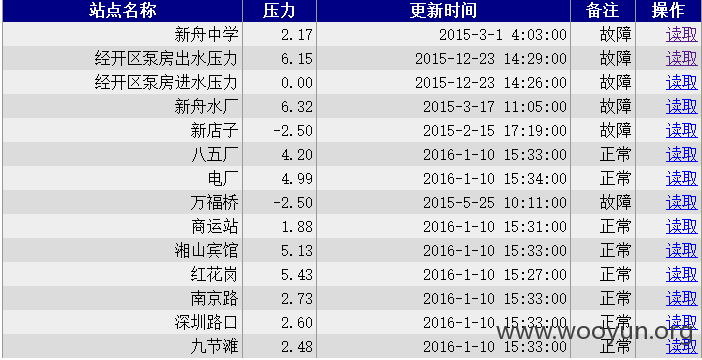 站点名称 压力 更新时间 备注 操作
新舟中学 2.17 2015-3-1 4:03:00 故障 读取
经开区泵房出水压力 6.15 2015-12-23 14:29:00 故障 读取
经开区泵房进水压力 0.00 2015-12-23 14:26:00 故障 读取
新舟水厂 6.32 2015-3-17 11:05:00 故障 读取
新店子 -2.50 2015-2-15 17:19:00 故障 读取
八五厂 4.20 2016-1-10 15:33:00 正常 读取
电厂 4.99 2016-1-10 15:34:00 正常 读取
万福桥 -2.50 2015-5-25 10:11:00 故障 读取
商运站 1.88 2016-1-10 15:31:00 正常 读取
湘山宾馆 5.13 2016-1-10 15:33:00 正常 读取
红花岗 5.43 2016-1-10 15:27:00 正常 读取
南京路 2.73 2016-1-10 15:33:00 正常 读取
深圳路口 2.60 2016-1-10 15:33:00 正常 读取
www.wooyun.org
九节滩 2.48 2016-1-10 15:33:00 正常 读取